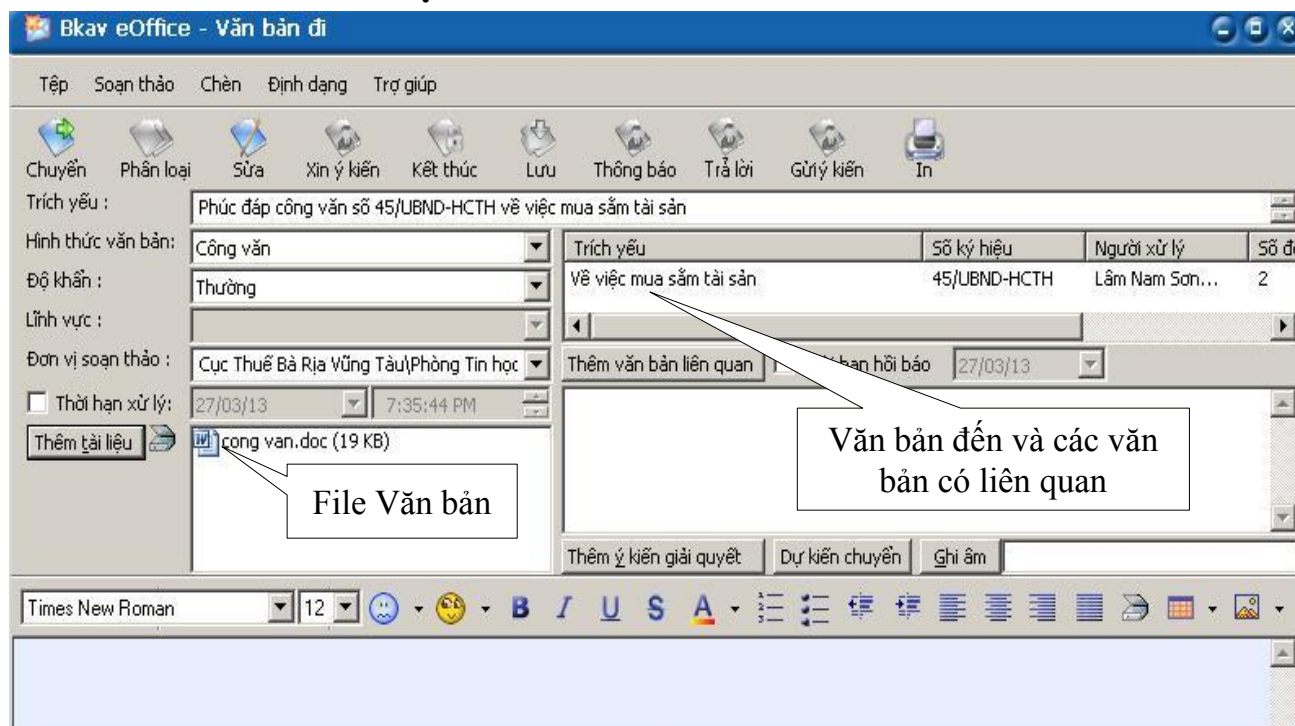 Bkav eOffice - Văn bản đi
Tệp Soạn thảo Chèn Định dạng Trợ giúp
Chuyển Phân loại Sửa Xin ý kiến Kết thúc Lưu Thông báo Trả lời Gửi ý kiến In
Trích yếu : Phúc đáp công văn số 45/UBND-HCTH về việc mua sắm tài sản
Hình thức văn bản: Công văn Trích yếu Số ký hiệu Người xử lý Số
Độ khẩn : Thường Về việc mua sắm tài sản 45/UBND-HCTH Lâm Nam Sơn... 2
Lĩnh vực :
Đơn vị soạn thảo : Cục Thuế Bà Rịa Vũng Tàu\Phòng Tin học Thêm văn bản liên quan hạn hồi báo 27/03/13
Thời hạn xử lý: 27/03/13 7:35:44 PM
Thêm tài liệu cong van.doc (19 KB)
Văn bản đến và các văn
bản có liên quan
File Văn bản
Thêm ý kiến giải quyết Dự kiến chuyển Ghi âm
Times New Roman 12 B I U S A